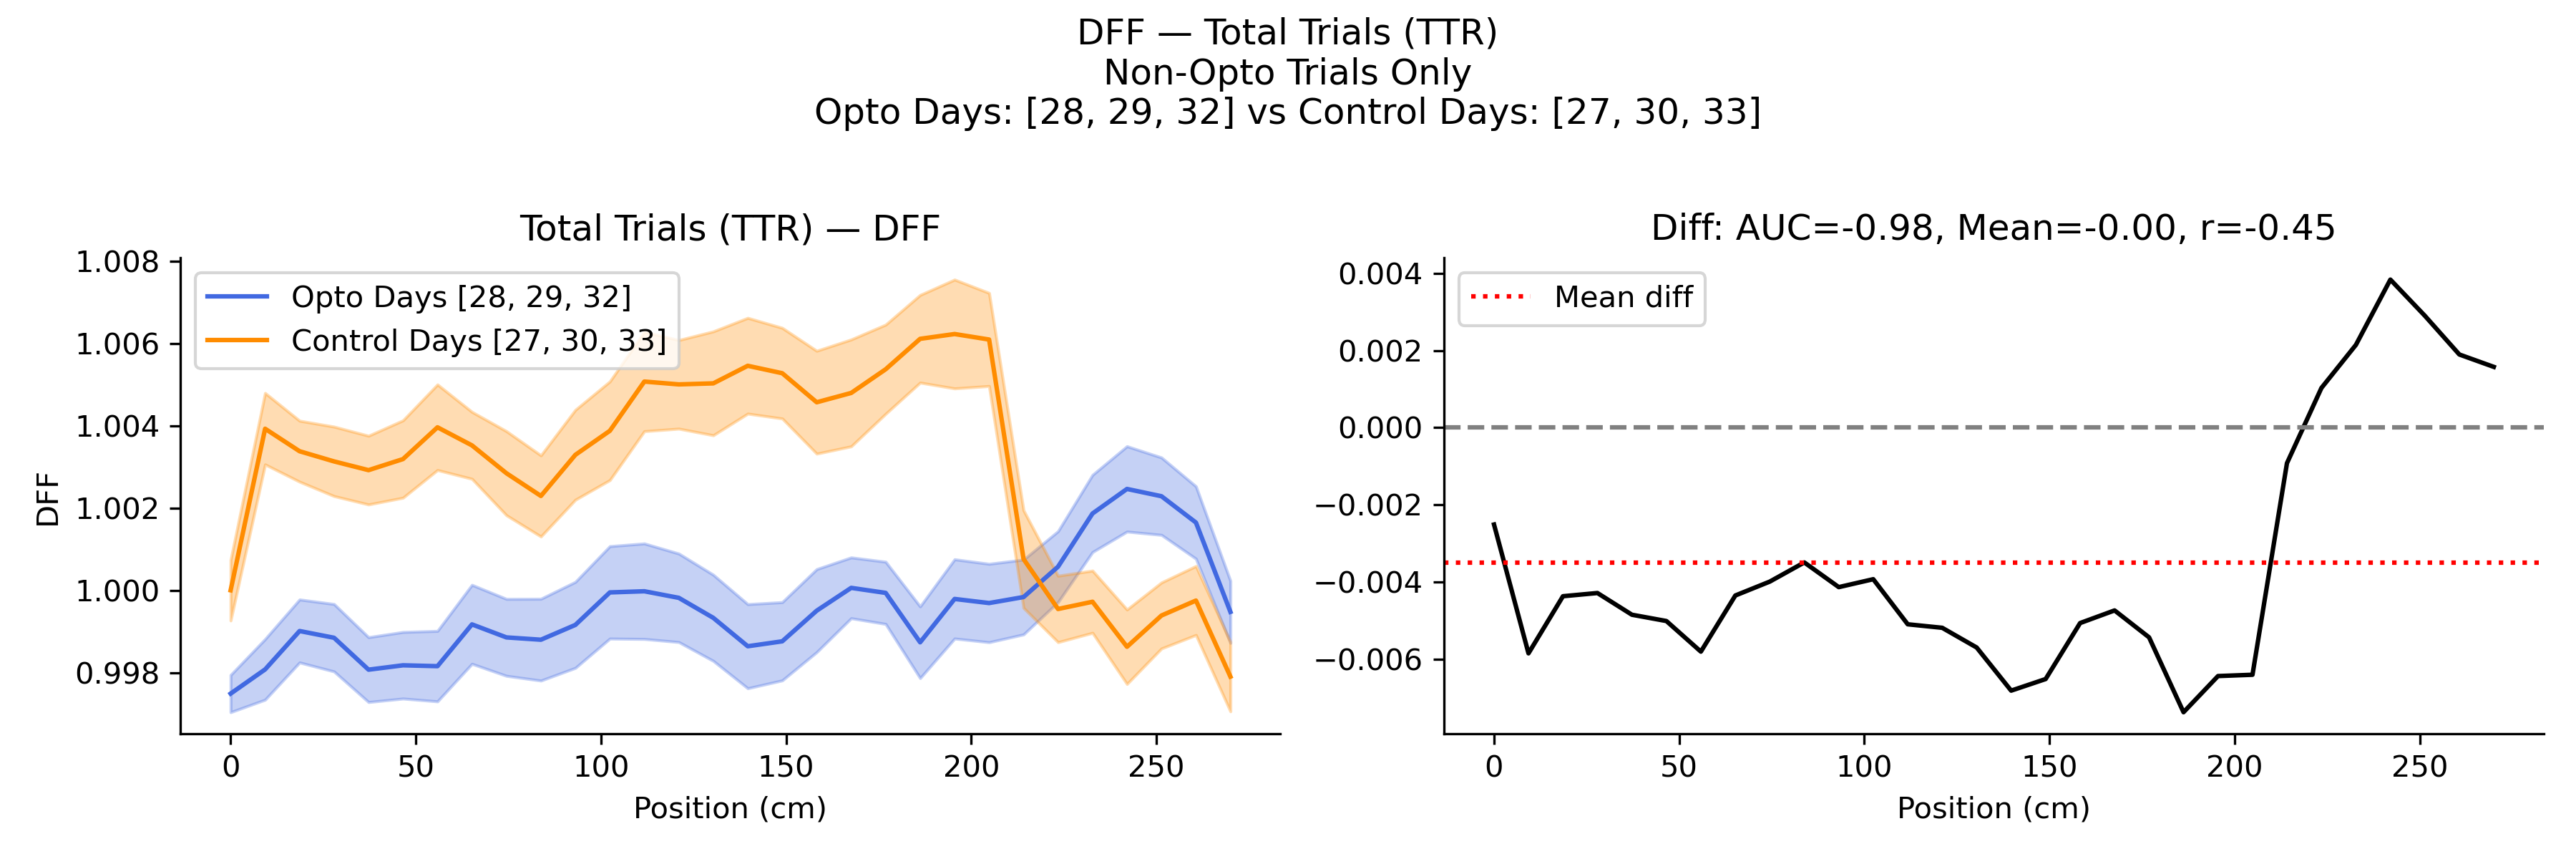 DFF — Total Trials (TTR)
Non-Opto Trials Only
Opto Days: [28, 29, 32] vs Control Days: [27, 30, 33]
Total Trials (TTR) — DFF
1.008
1.006
1.004
1.002
1.000
0.998
DFF
Opto Days [28, 29, 32]
Control Days [27, 30, 33]
0 50 100 150 200 250
Position (cm)
Diff: AUC=-0.98, Mean=-0.00, r=-0.45
0.004
0.002
0.000
−0.002
−0.004
−0.006
Mean diff
0 50 100 150 200 250
Position (cm)